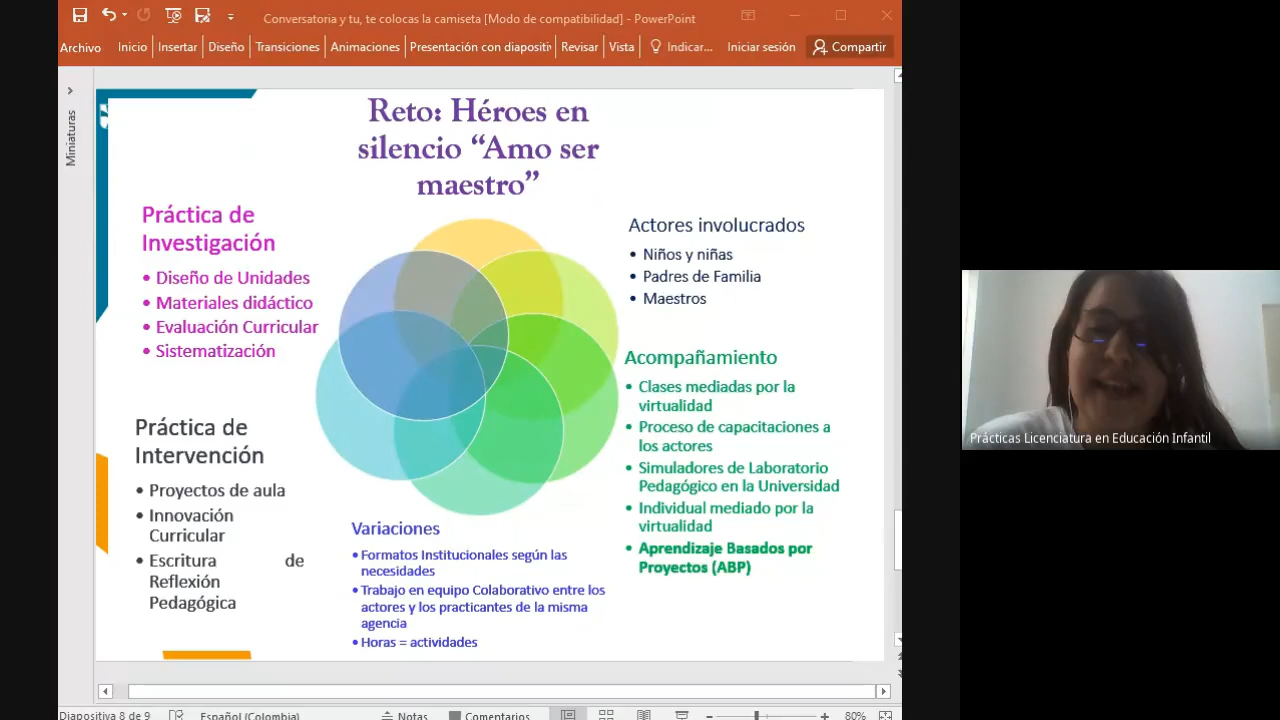 Conversatoria y tu, te colocas la camiseta [Modo de compatibilidad] - PowerPoint
Archivo Inicio Insertar Diseño Transiciones Animaciones Presentación con diapositiv Revisar Vista Indicar... Iniciar sesión Compartir
Miniaturas
Reto: Héroes en
silencio “Amo ser
maestro”
Práctica de
Investigación
• Diseño de Unidades
• Materiales didáctico
• Evaluación Curricular
• Sistematización
Práctica de
Intervención
• Proyectos de aula
• Innovación
Curricular
• Escritura de
Reflexión
Pedagógica
Variaciones
• Formatos Institucionales según las
necesidades
• Trabajo en equipo Colaborativo entre los
actores y los practicantes de la misma
agencia
• Horas = actividades
Actores involucrados
• Niños y niñas
• Padres de Familia
• Maestros
Acompañamiento
• Clases mediadas por la
virtualidad
• Proceso de capacitaciones a
los actores
• Simuladores de Laboratorio
Pedagógico en la Universidad
• Individual mediado por la
virtualidad
• Aprendizaje Basados por
Proyectos (ABP)
Prácticas Licenciatura en Educación Infantil
Diapositiva 8 de 9 Español (Colombia) Notas Comentarios 80%